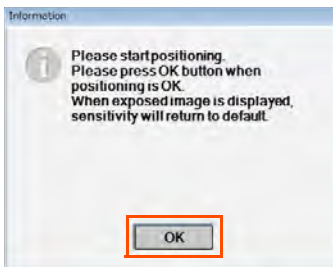 Information
Please start positioning.
Please press OK button when
positioning is OK.
When exposed image is displayed,
sensitivity will return to default.
OK